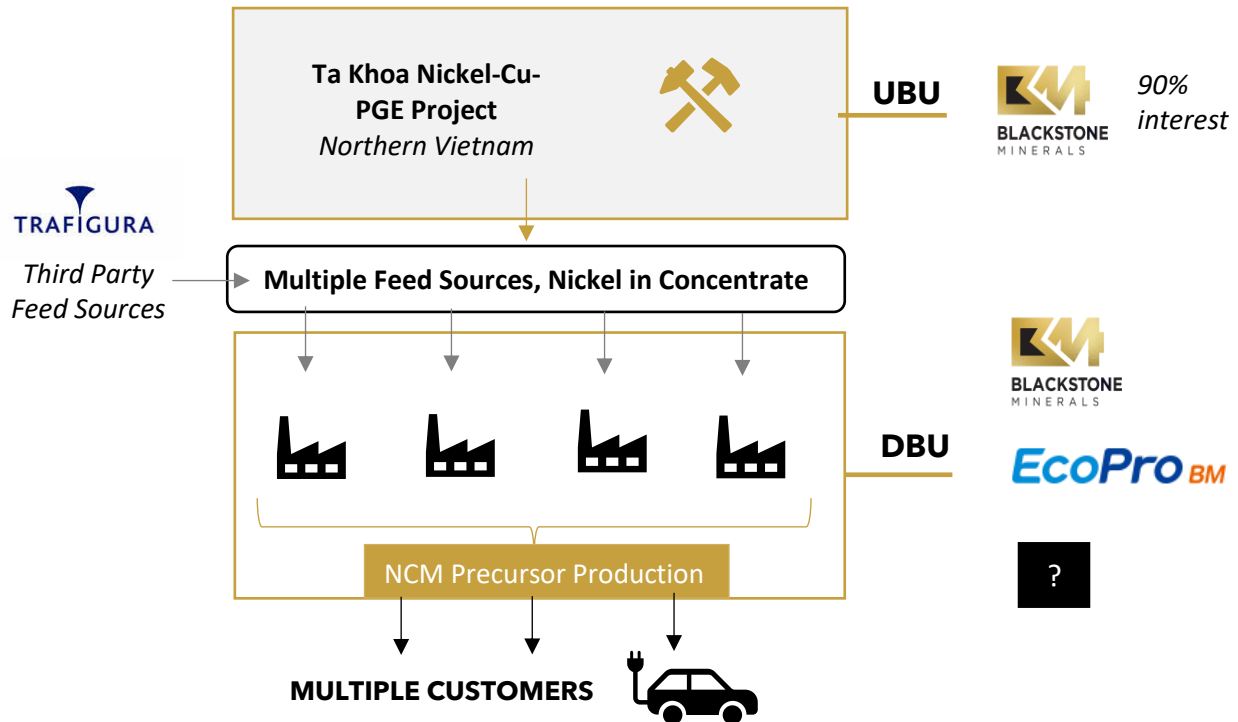 Ta Khoa Nickel-Cu-
PGE Project
Northern Vietnam
UBU
BLACKSTONE
MINERALS
90%
interest
TRAFIGURA
Third Party
Feed Sources
Multiple Feed Sources, Nickel in Concentrate
BLACKSTONE
MINERALS
DBU
EcoPro BM
?
NCM Precursor Production
MULTIPLE CUSTOMERS